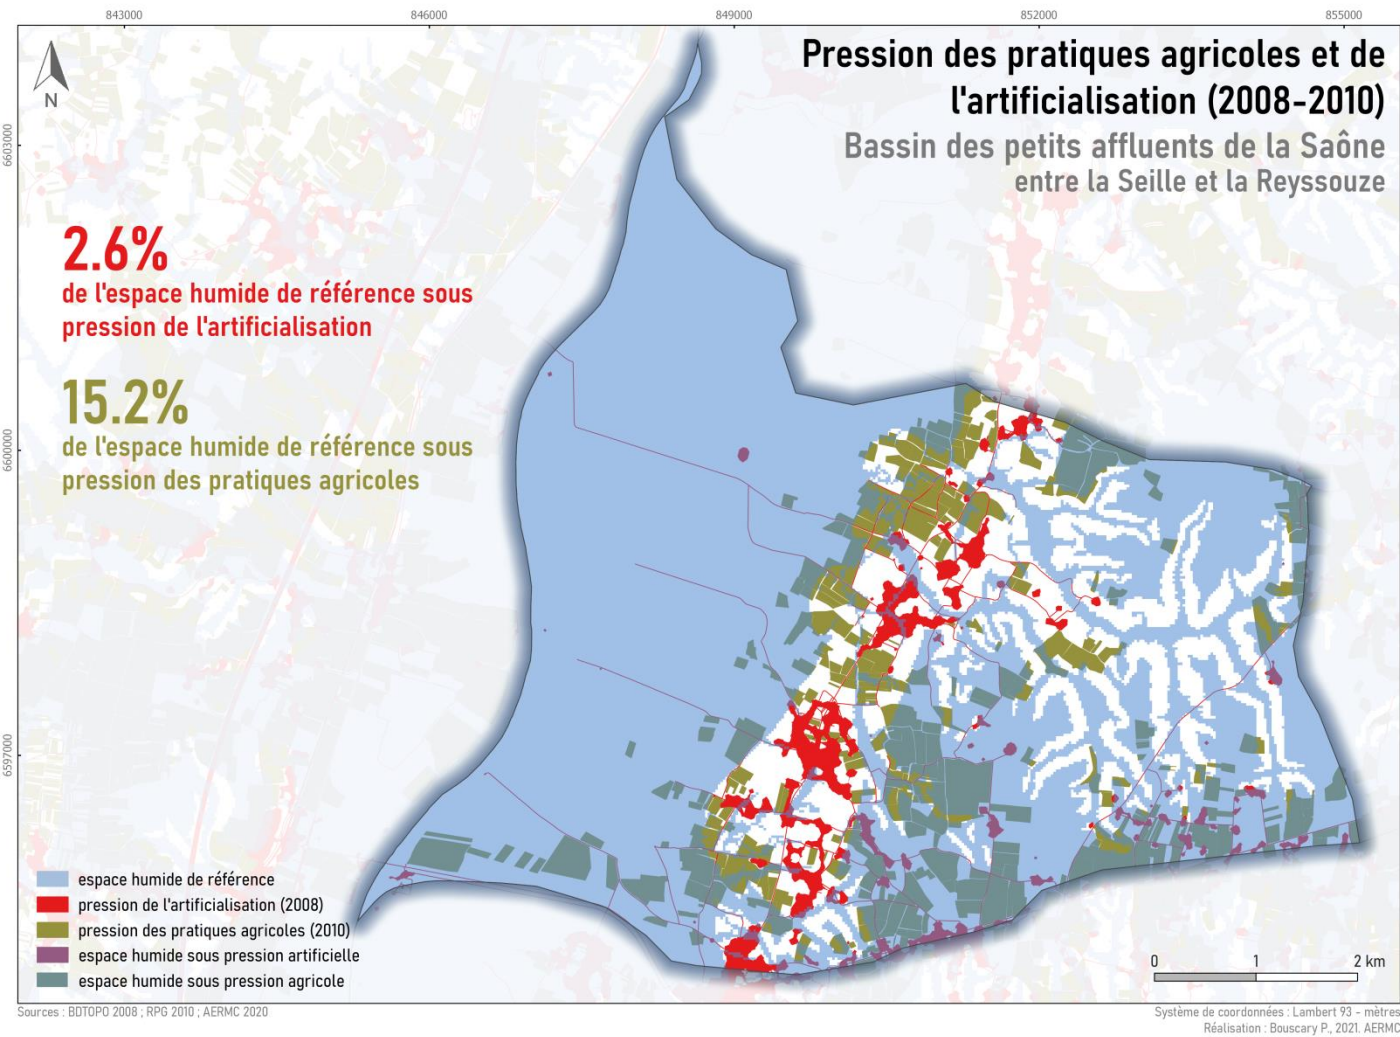 843000
846000
849000
852000
855000
Pression des pratiques agricoles et de
l'artificialisation (2008-2010)
Bassin des petits affluents de la Saône
entre la Seille et la Reyssouze
N
6603000
6600000
6597000
2.6%
de l'espace humide de référence sous
pression de l'artificialisation
15.2%
de l'espace humide de référence sous
pression des pratiques agricoles
espace humide de référence
pression de l'artificialisation (2008)
pression des pratiques agricoles (2010)
espace humide sous pression artificielle
espace humide sous pression agricole
0 1 2 km
Sources : BDTOPO 2008 ; RPG 2010 ; AERMC 2020
Système de coordonnées : Lambert 93 - mètres
Réalisation : Bouscary P., 2021. AERMC